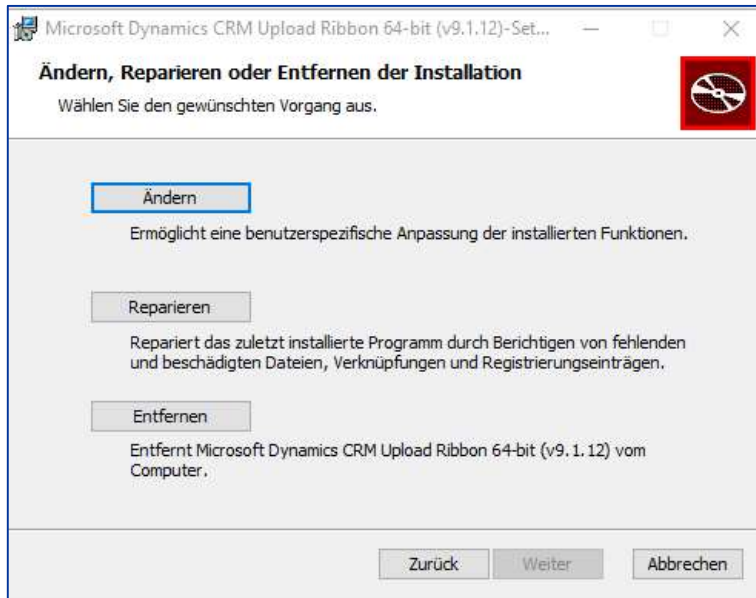 Microsoft Dynamics CRM Upload Ribbon 64-bit (v9.1.12)-Set...
Ändern, Reparieren oder Entfernen der Installation
Wählen Sie den gewünschten Vorgang aus.
Ändern
Ermöglicht eine benutzerspezifische Anpassung der installierten Funktionen.
Reparieren
Repariert das zuletzt installierte Programm durch Berichtigen von fehlenden
und beschädigten Dateien, Verknüpfungen und Registrierungseinträgen.
Entfernen
Entfernt Microsoft Dynamics CRM Upload Ribbon 64-bit (v9.1.12) vom
Computer.
Zurück Weiter Abbrechen